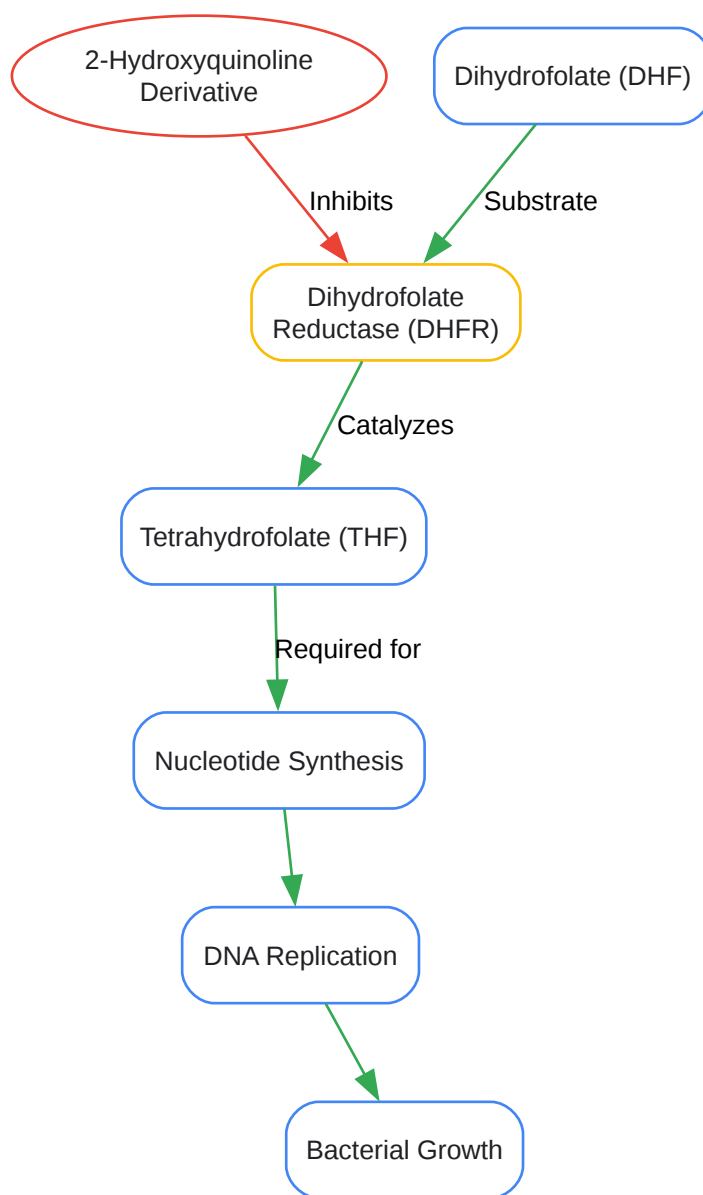 2-Hydroxyquinoline
Derivative
Dihydrofolate (DHF)
Inhibits
Substrate
Dihydrofolate
Reductase (DHFR)
Catalyzes
Tetrahydrofolate (THF)
Required for
Nucleotide Synthesis
DNA Replication
Bacterial Growth